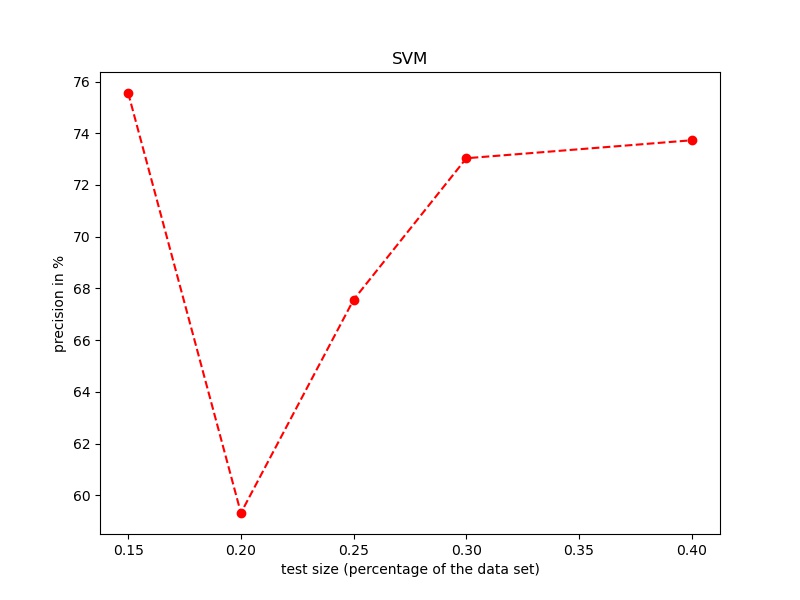 SVM
76
74
72
70
68
66
64
62
60
precision in %
0.15 0.20 0.25 0.30 0.35 0.40
test size (percentage of the data set)